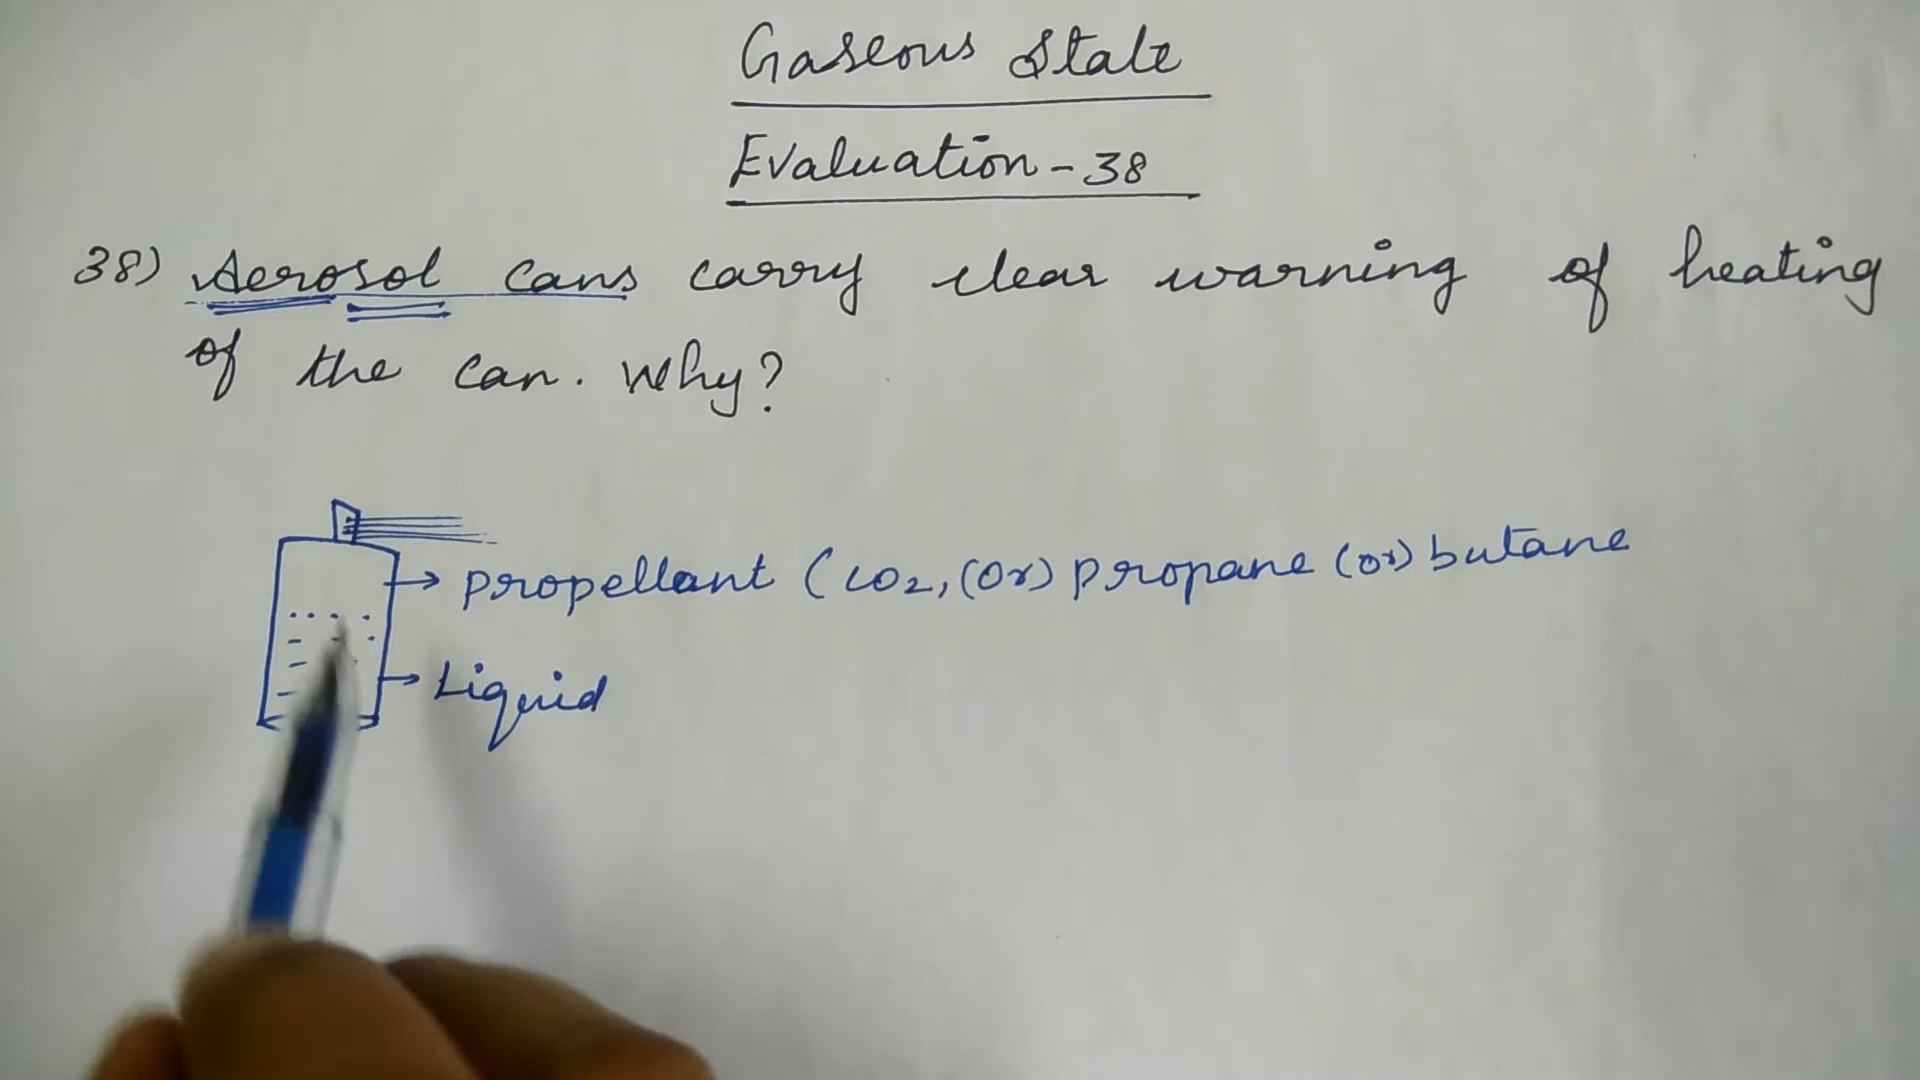 Gaseous State
Evaluation - 38
38) Aerosol cans carry clear warning of heating
of the can. Why?
Propellant (CO2, (or) propane (or) butane
Liquid